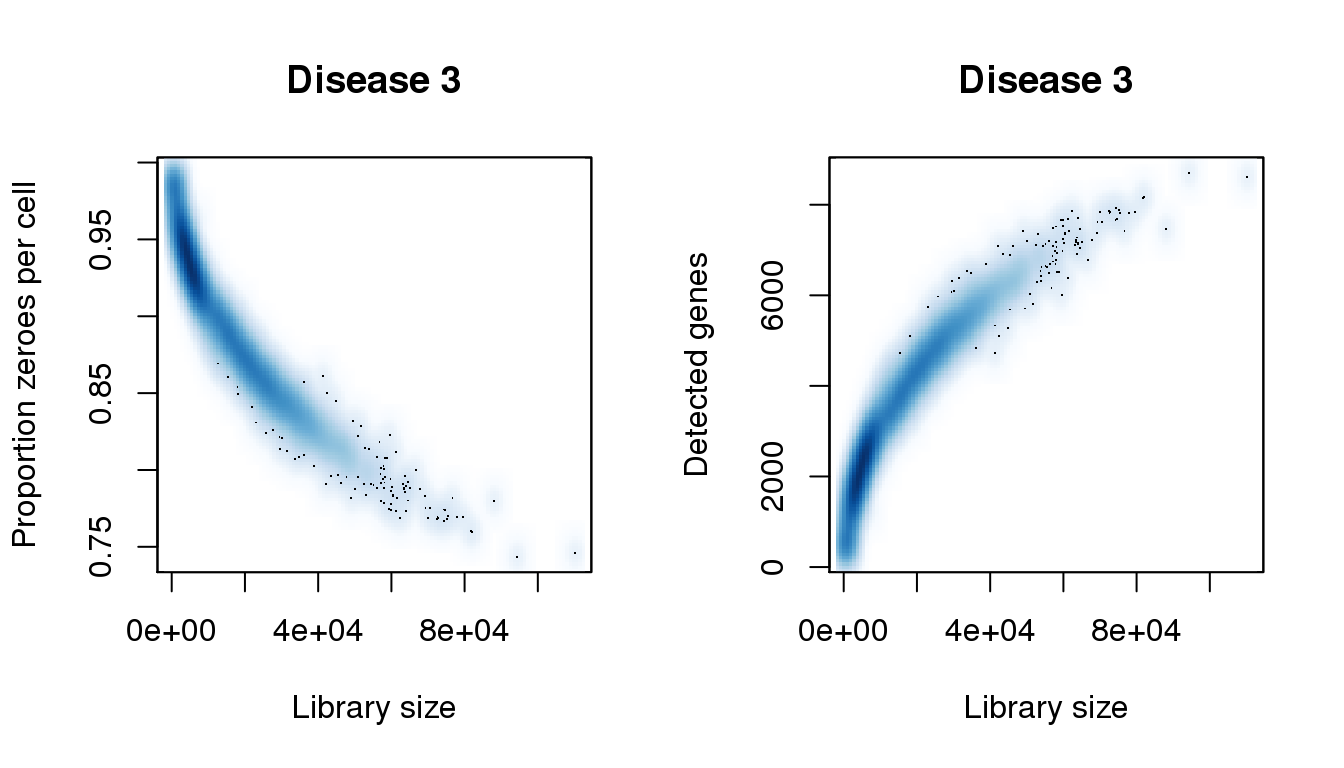 Disease 3
Proportion zeroes per cell
0.95
0.85
0.75
0e+00 4e+04 8e+04
Library size
Disease 3
Detected genes
6000
2000
0
0e+00 4e+04 8e+04
Library size